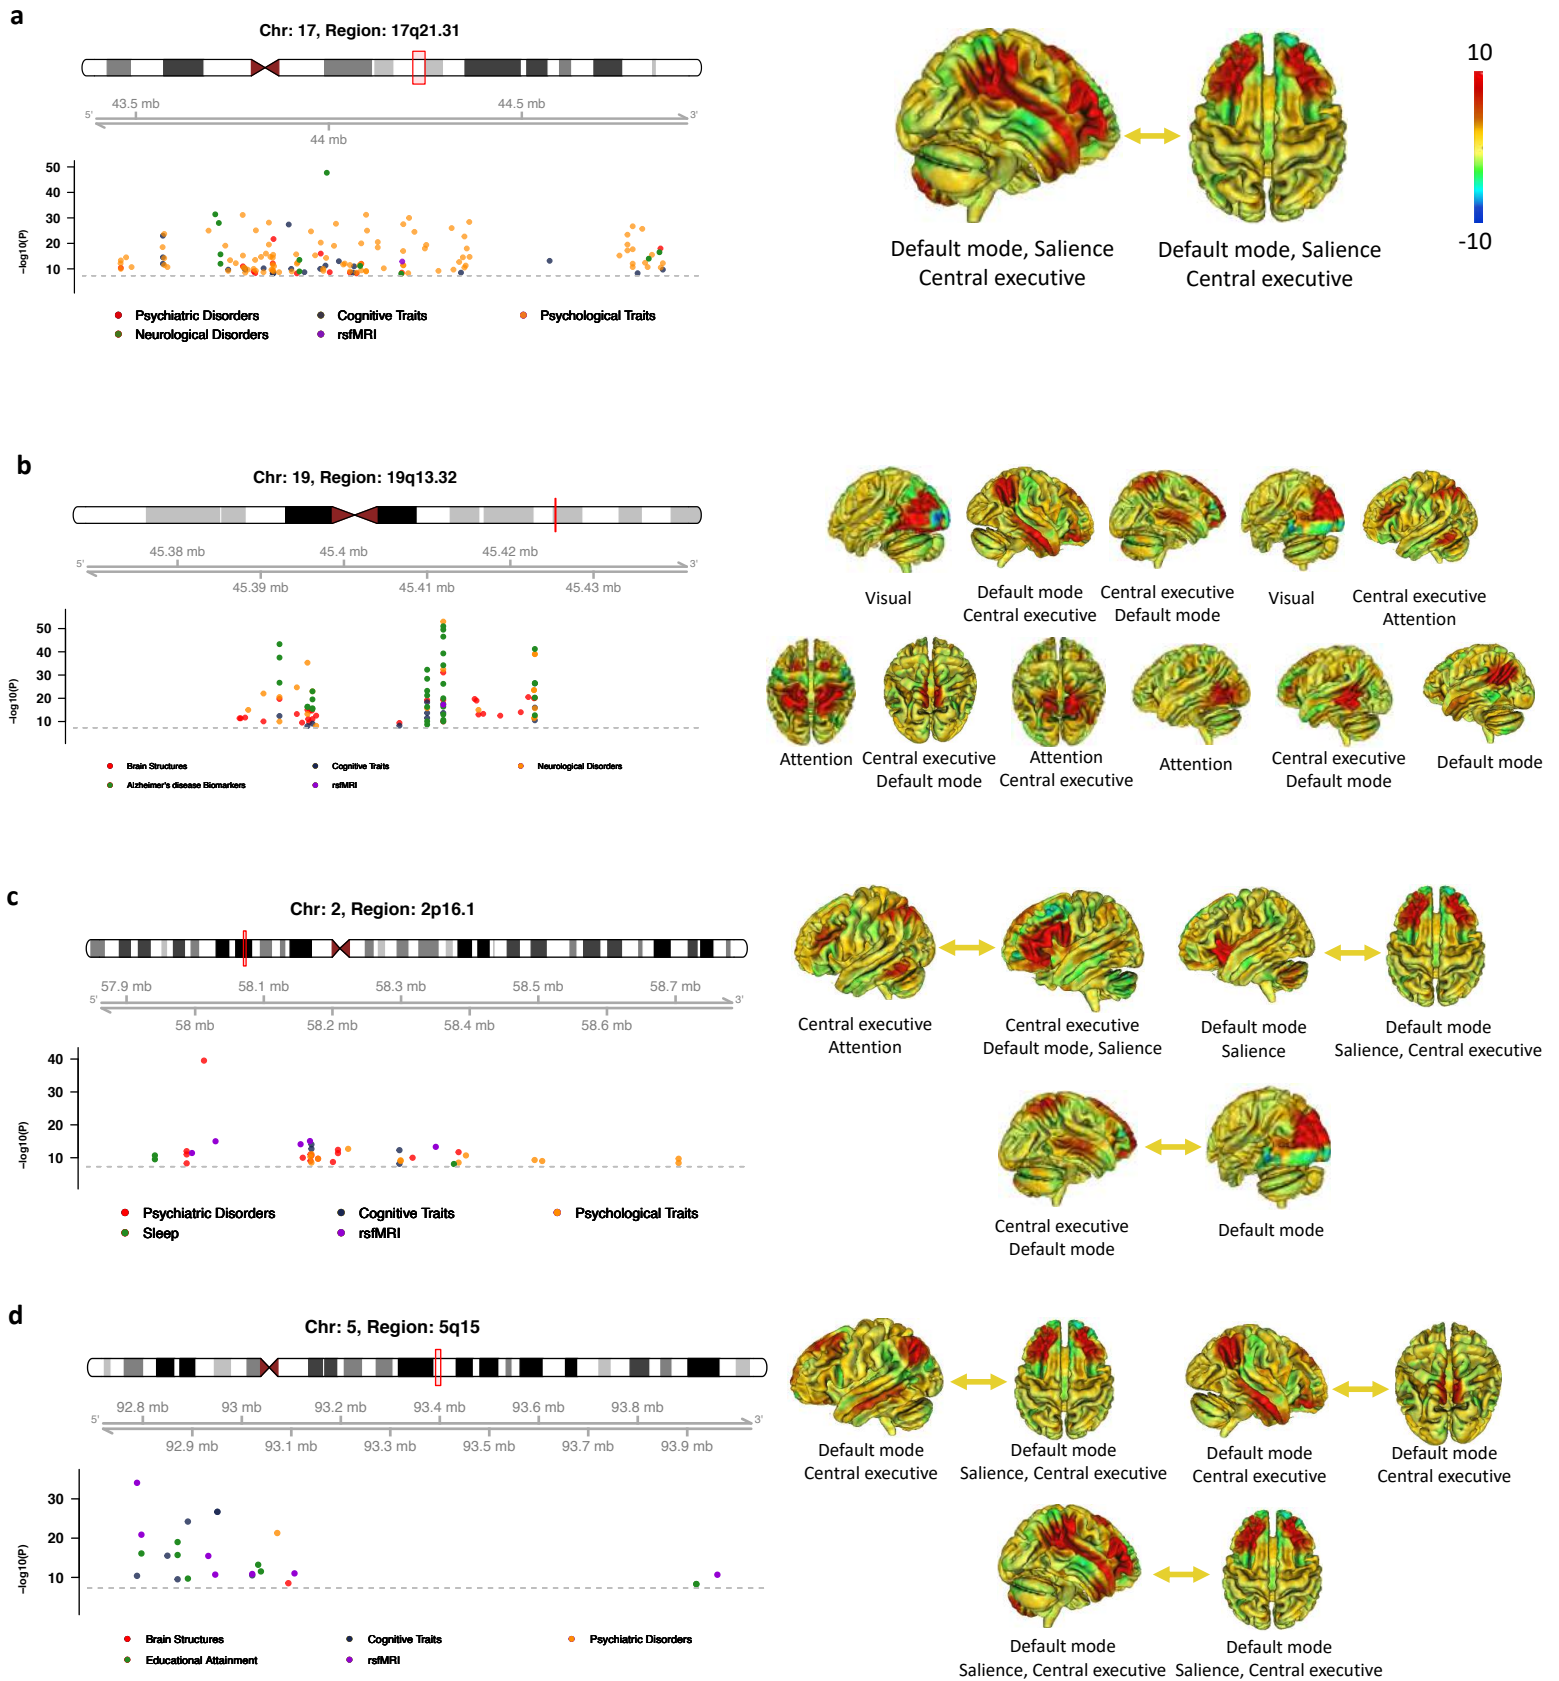 a
Chr: 17, Region: 17q21.31
43.5 mb
44.5 mb
5'
3'
44 mb
50
40
30
20
10
−log10(P)
Psychiatric Disorders
Cognitive Traits
Psychological Traits
Neurological Disorders
rsfMRI
Default mode, Salience
Central executive
Default mode, Salience
Central executive
10
-10
b
Chr: 19, Region: 19q13.32
45.38 mb
45.4 mb
45.42 mb
5'
3'
45.39 mb
45.41 mb
45.43 mb
50
40
30
20
10
−log10(P)
Brain Structures
Cognitive Traits
Neurological Disorders
Alzheimer's disease Biomarkers
rsfMRI
Visual
Default mode
Central executive
Central executive
Default mode
Visual
Central executive
Attention
Attention
Central executive
Default mode
Attention
Central executive
Attention
Central executive
Default mode
Default mode
c
Chr: 2, Region: 2p16.1
57.9 mb
58.1 mb
58.3 mb
58.5 mb
58.7 mb
5'
3'
58 mb
58.2 mb
58.4 mb
58.6 mb
40
30
20
10
−log10(P)
Psychiatric Disorders
Cognitive Traits
Psychological Traits
Sleep
rsfMRI
Central executive
Attention
Central executive
Default mode, Salience
Default mode
Salience
Default mode
Salience, Central executive
Central executive
Default mode
Default mode
d
Chr: 5, Region: 5q15
92.8 mb
93 mb
93.2 mb
93.4 mb
93.6 mb
93.8 mb
5'
3'
92.9 mb
93.1 mb
93.3 mb
93.5 mb
93.7 mb
93.9 mb
30
20
10
−log10(P)
Brain Structures
Cognitive Traits
Psychiatric Disorders
Educational Attainment
rsfMRI
Default mode
Central executive
Default mode
Salience, Central executive
Default mode
Central executive
Default mode
Central executive
Default mode
Salience, Central executive
Default mode
Salience, Central executive